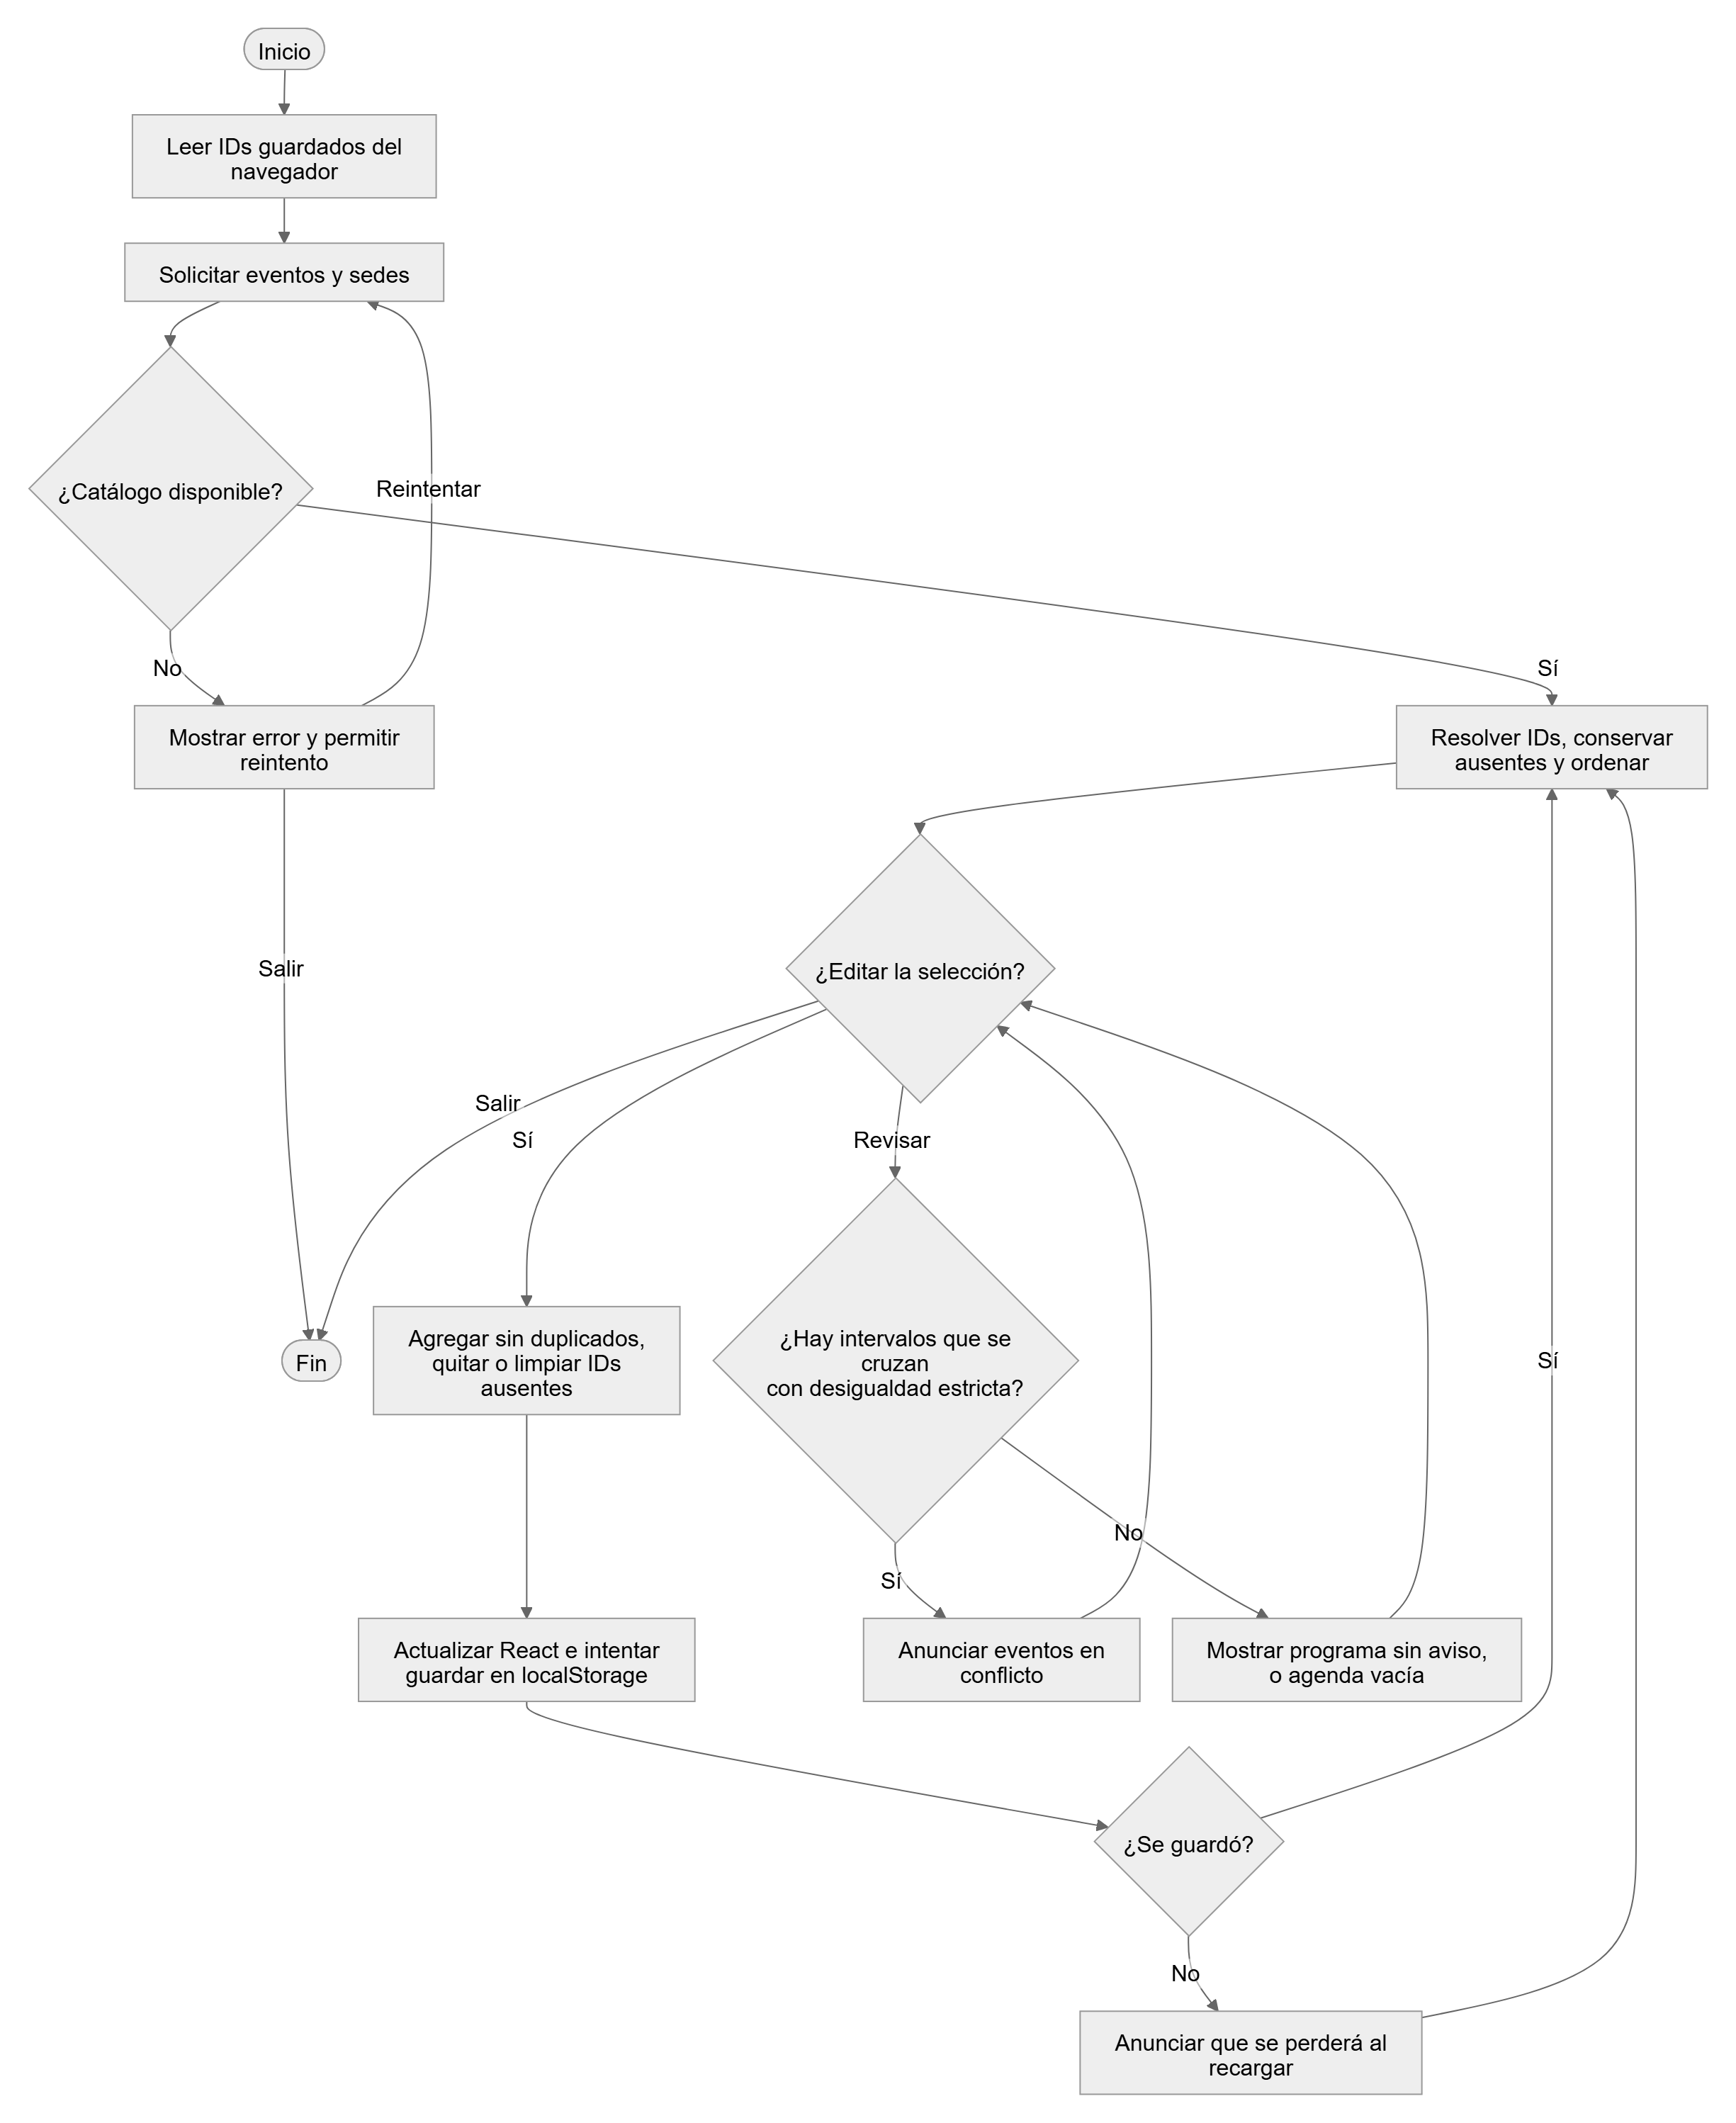 Inicio
Leer IDs guardados del
navegador
Solicitar eventos y sedes
¿Catálogo disponible?
Reintentar
No
Sí
Mostrar error y permitir
reintento
Resolver IDs, conservar
ausentes y ordenar
Salir
¿Editar la selección?
Salir
Sí
Revisar
Fin
Agregar sin duplicados,
quitar o limpiar IDs
ausentes
¿Hay intervalos que se
cruzan
con desigualdad estricta?
Sí
No
Sí
Actualizar React e intentar
guardar en localStorage
Anunciar eventos en
conflicto
Mostrar programa sin aviso,
o agenda vacía
¿Se guardó?
No
Anunciar que se perderá al
recargar